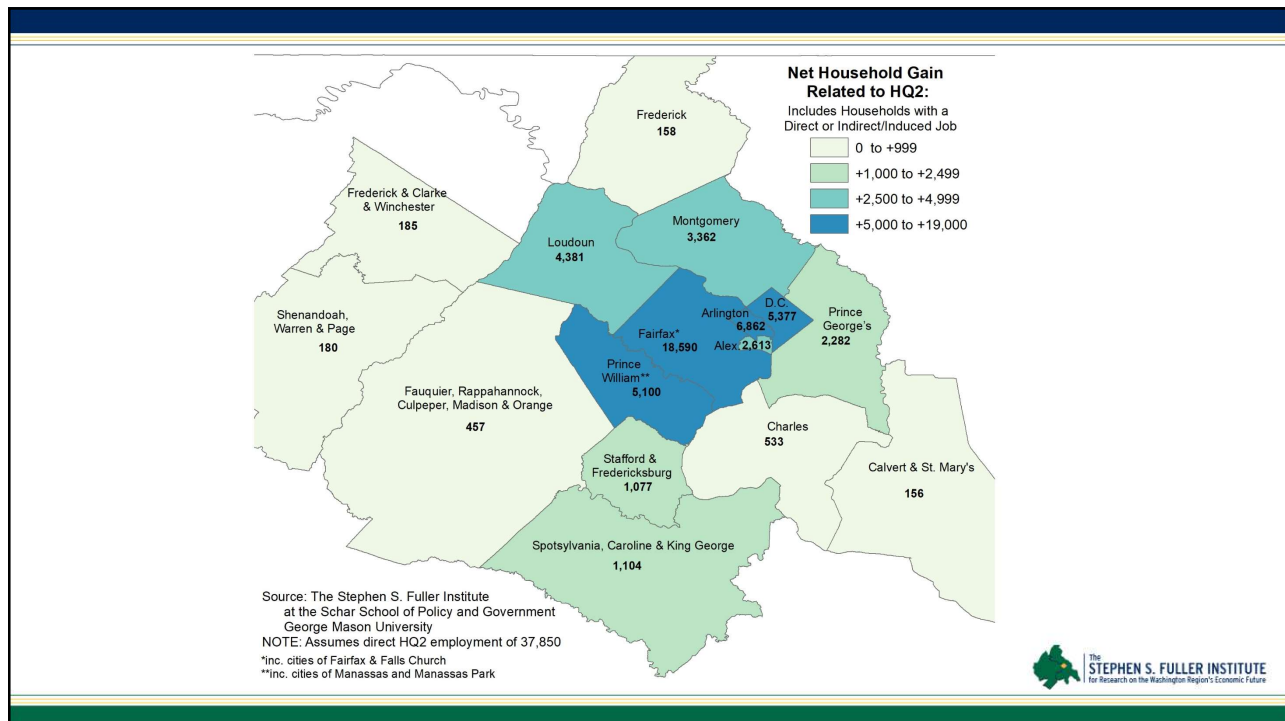 Net Household Gain
Related to HQ2:
Includes Households with a
Direct or Indirect/Induced Job
0 to +999
+1,000 to +2,499
+2,500 to +4,999
+5,000 to +19,000
Frederick
158
Frederick & Clarke
& Winchester
185
Loudoun
4,381
Montgomery
3,362
Shenandoah,
Warren & Page
180
D.C.
5,377
Arlington
6,862
Fairfax*
18,590
Alex.
2,613
Prince
George's
2,282
Prince
William**
5,100
Fauquier, Rappahannock,
Culpeper, Madison & Orange
457
Charles
533
Stafford &
Fredericksburg
1,077
Calvert & St. Mary's
156
Spotsylvania, Caroline & King George
1,104
Source: The Stephen S. Fuller Institute
at the Schar School of Policy and Government
George Mason University
NOTE: Assumes direct HQ2 employment of 37,850
*inc. cities of Fairfax & Falls Church
**inc. cities of Manassas and Manassas Park
The
STEPHEN S. FULLER INSTITUTE
for Research on the Washington Region's Economic Future